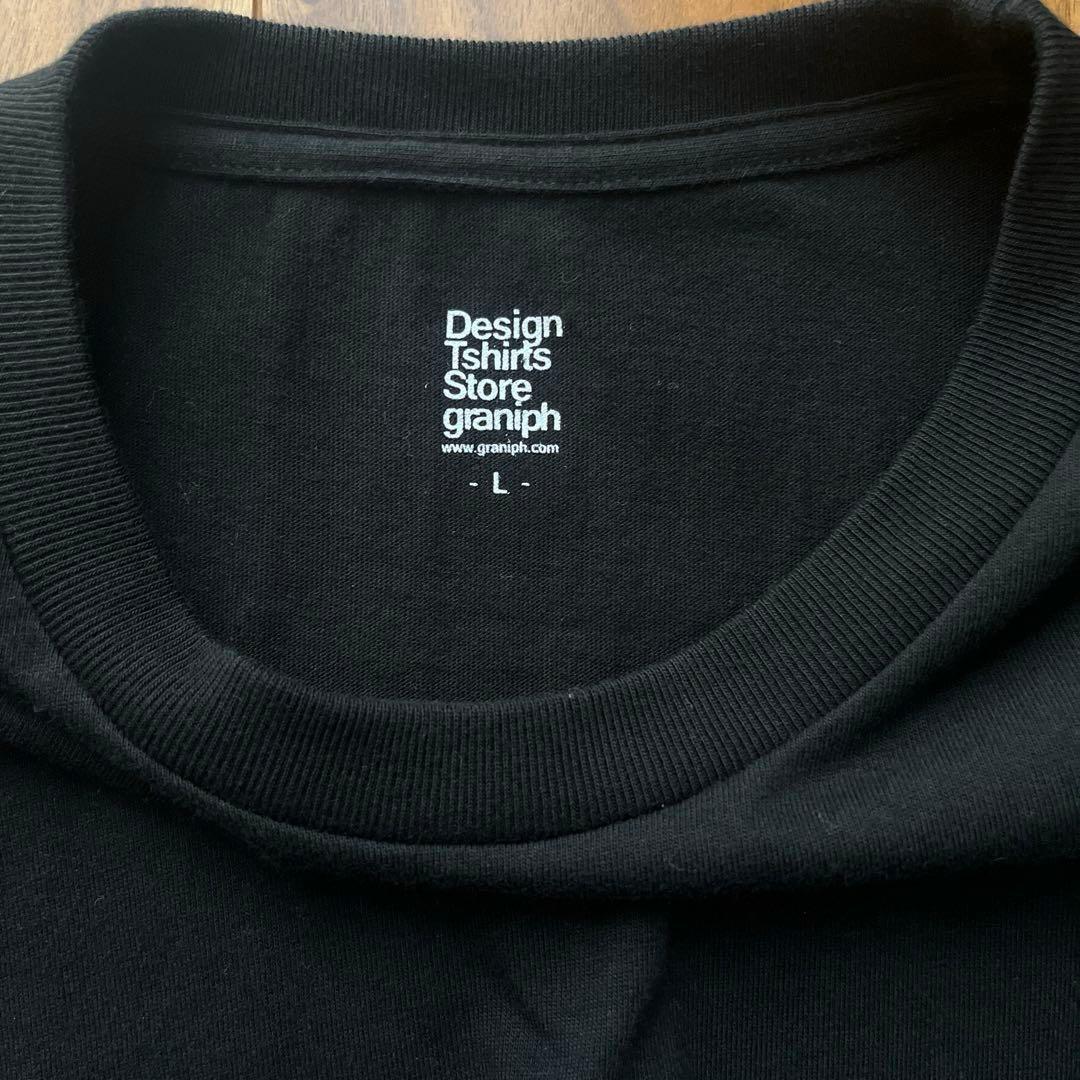 Design
Tshirts
Store
graniph
www.graniph.com
- L -